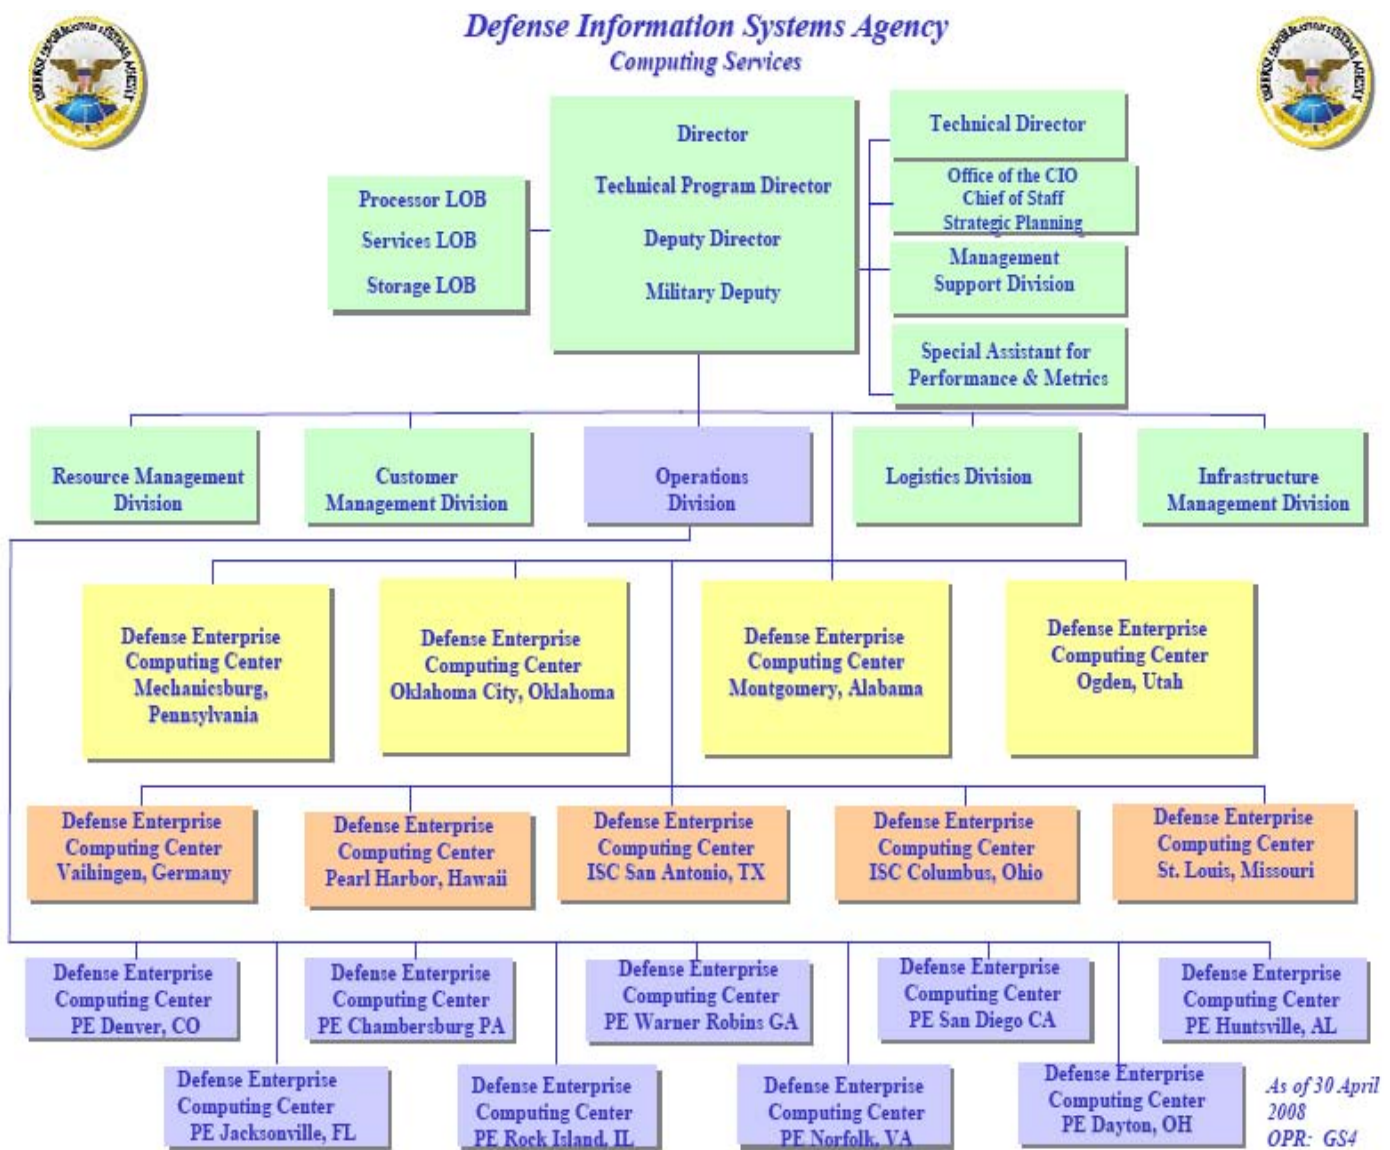 Defense Information Systems Agency
Computing Services
DEFENSE INFORMATION SYSTEMS AGENCY
DEFENSE INFORMATION SYSTEMS AGENCY
Director
Technical Program Director
Deputy Director
Military Deputy
Processor LOB
Services LOB
Storage LOB
Technical Director
Office of the CIO
Chief of Staff
Strategic Planning
Management
Support Division
Special Assistant for
Performance & Metrics
Resource Management
Division
Customer
Management Division
Operations
Division
Logistics Division
Infrastructure
Management Division
Defense Enterprise
Computing Center
Mechanicsburg,
Pennsylvania
Defense Enterprise
Computing Center
Oklahoma City, Oklahoma
Defense Enterprise
Computing Center
Montgomery, Alabama
Defense Enterprise
Computing Center
Ogden, Utah
Defense Enterprise
Computing Center
Vaihingen, Germany
Defense Enterprise
Computing Center
Pearl Harbor, Hawaii
Defense Enterprise
Computing Center
ISC San Antonio, TX
Defense Enterprise
Computing Center
ISC Columbus, Ohio
Defense Enterprise
Computing Center
St. Louis, Missouri
Defense Enterprise
Computing Center
PE Denver, CO
Defense Enterprise
Computing Center
PE Chambersburg PA
Defense Enterprise
Computing Center
PE Warner Robins GA
Defense Enterprise
Computing Center
PE San Diego CA
Defense Enterprise
Computing Center
PE Huntsville, AL
Defense Enterprise
Computing Center
PE Jacksonville, FL
Defense Enterprise
Computing Center
PE Rock Island, IL
Defense Enterprise
Computing Center
PE Norfolk, VA
Defense Enterprise
Computing Center
PE Dayton, OH
As of 30 April
2008
OPR: GS4